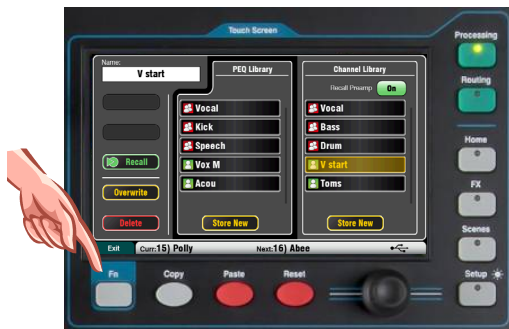 Touch Screen
Processing
Routing
Home
FX
Scenes
Setup
Name:
V start
Recall
Overwrite
Delete
PEQ Library
Vocal
Kick
Speech
Vox M
Acou
Store New
Channel Library
Recall Preamp On
Vocal
Bass
Drum
V start
Toms
Store New
Exit Curr:15) Polly Next:16) Abee
Fn Copy Paste Reset